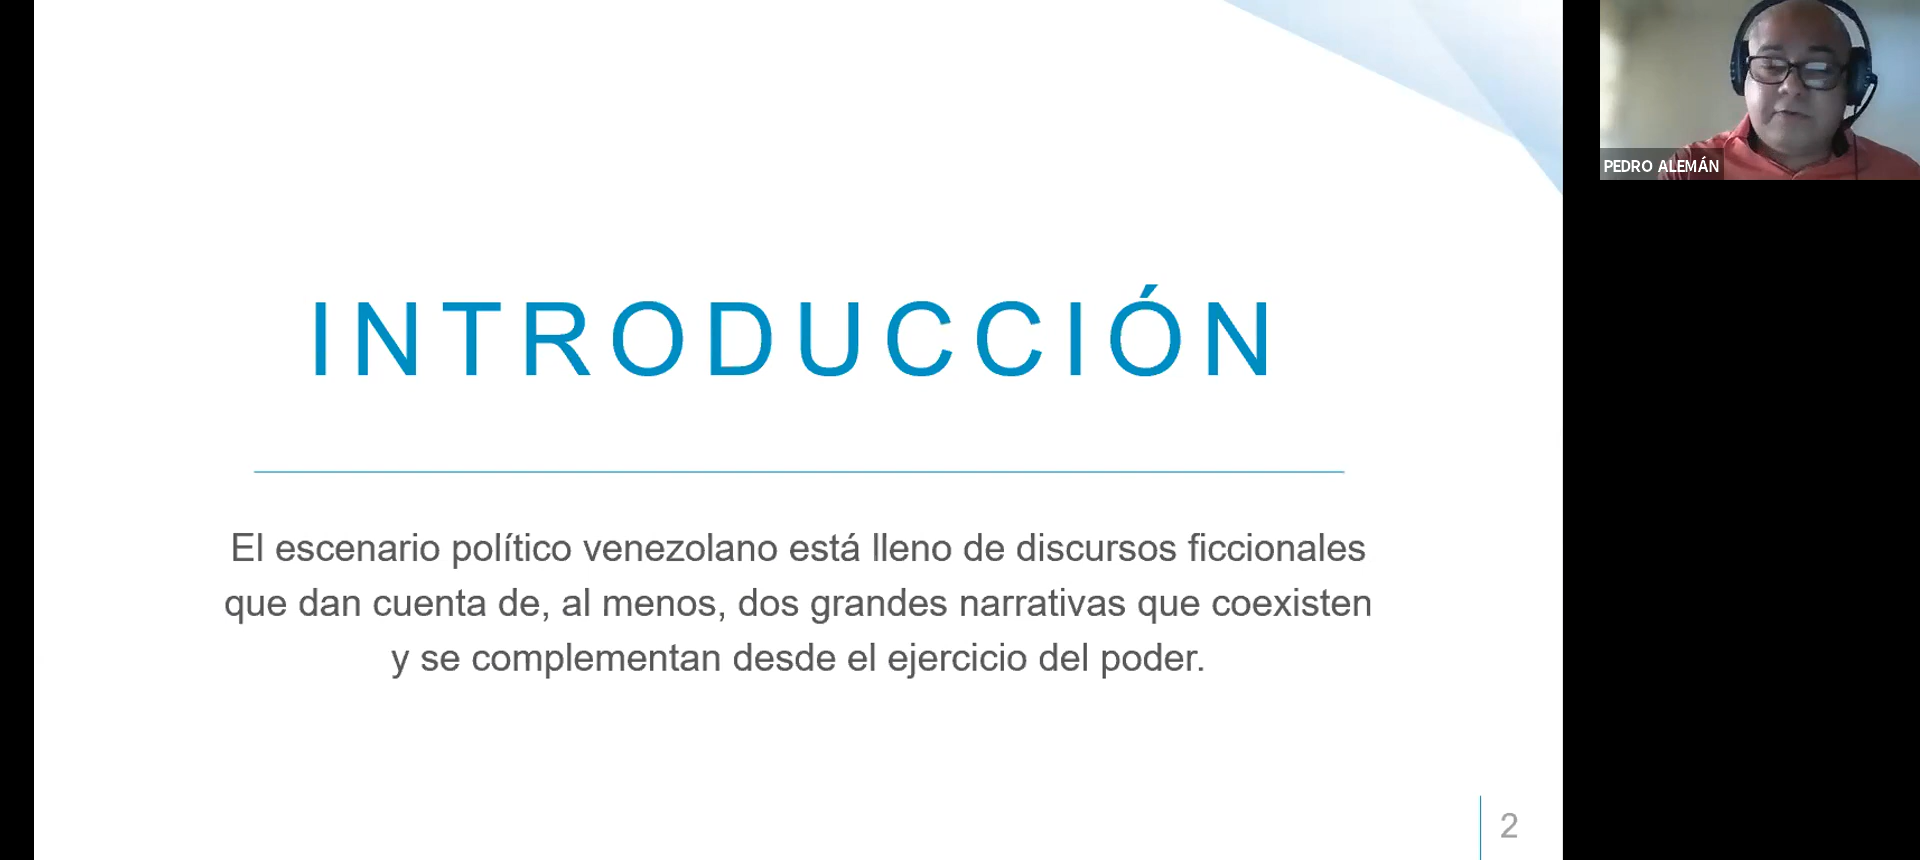 INTRODUCCIÓN
El escenario político venezolano está lleno de discursos ficcionales
que dan cuenta de, al menos, dos grandes narrativas que coexisten
y se complementan desde el ejercicio del poder.
2
PEDRO ALEMÁN